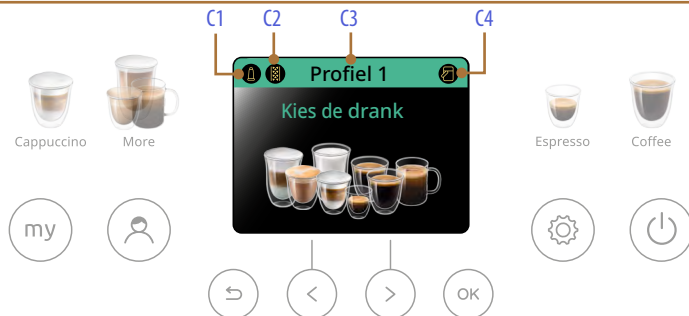 C1 C2 C3 C4
Profiel 1
Kies de drank
Cappuccino More Espresso Coffee
my
OK